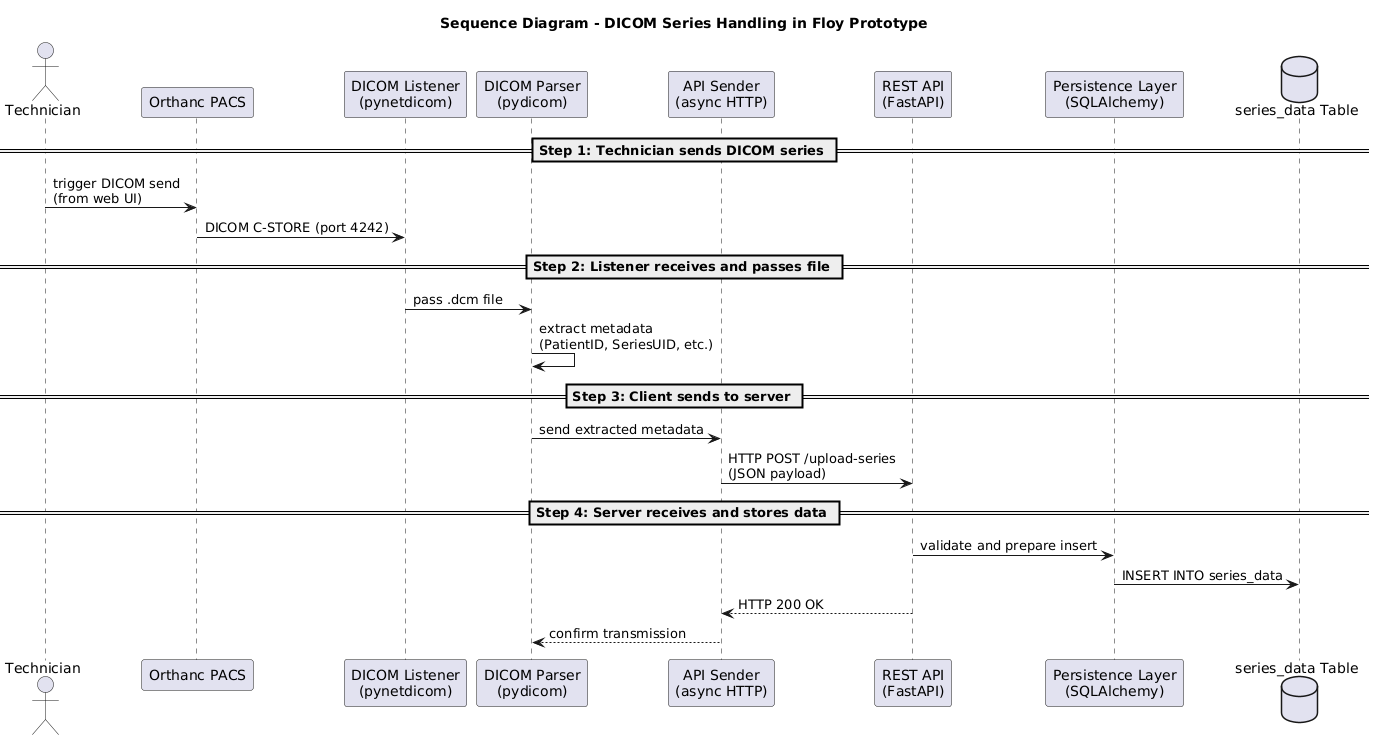 Sequence Diagram - DICOM Series Handling in Floy Prototype
Technician
Orthanc PACS
DICOM Listener
(pynetdicom)
DICOM Parser
(pydicom)
API Sender
(async HTTP)
REST API
(FastAPI)
Persistence Layer
(SQLAlchemy)
series_data Table
Step 1: Technician sends DICOM series
trigger DICOM send
(from web UI)
DICOM C-STORE (port 4242)
Step 2: Listener receives and passes file
pass .dcm file
extract metadata
(PatientID, SeriesUID, etc.)
Step 3: Client sends to server
send extracted metadata
HTTP POST /upload-series
(JSON payload)
Step 4: Server receives and stores data
validate and prepare insert
INSERT INTO series_data
HTTP 200 OK
confirm transmission
Technician
Orthanc PACS
DICOM Listener
(pynetdicom)
DICOM Parser
(pydicom)
API Sender
(async HTTP)
REST API
(FastAPI)
Persistence Layer
(SQLAlchemy)
series_data Table